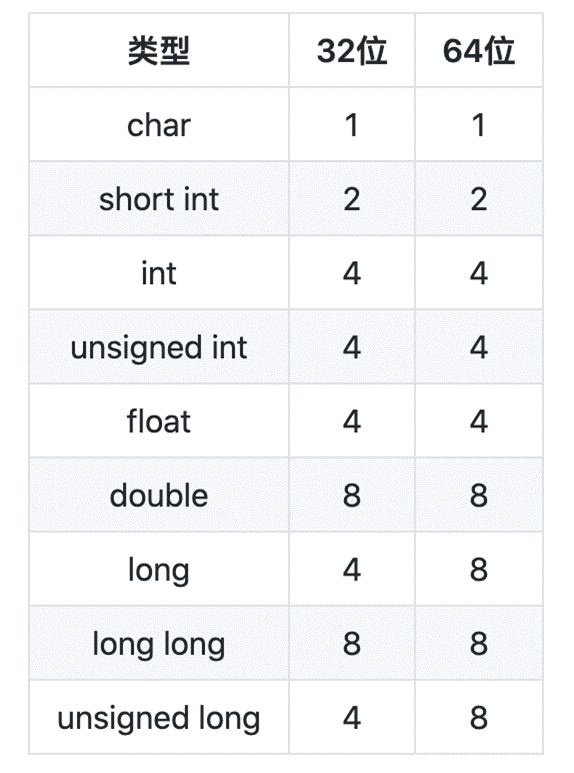 类型 32位 64位
char 1 1
short int 2 2
int 4 4
unsigned int 4 4
float 4 4
double 8 8
long 4 8
long long 8 8
unsigned long 4 8